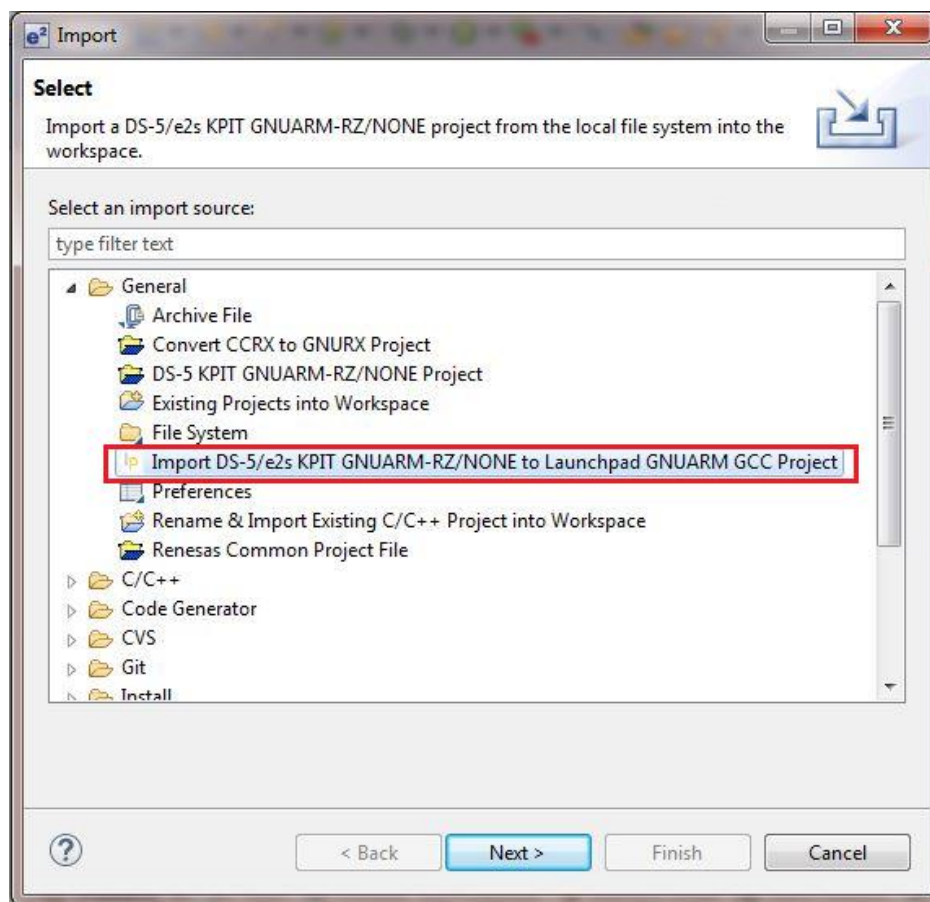 e² Import
Select
Import a DS-5/e2s KPIT GNUARM-RZ/NONE project from the local file system into the
workspace.
Select an import source:
type filter text
General
Archive File
Convert CCRX to GNURX Project
DS-5 KPIT GNUARM-RZ/NONE Project
Existing Projects into Workspace
File System
Import DS-5/e2s KPIT GNUARM-RZ/NONE to Launchpad GNUARM GCC Project
Preferences
Rename & Import Existing C/C++ Project into Workspace
Renesas Common Project File
C/C++
Code Generator
CVS
Git
Install
? < Back Next > Finish Cancel